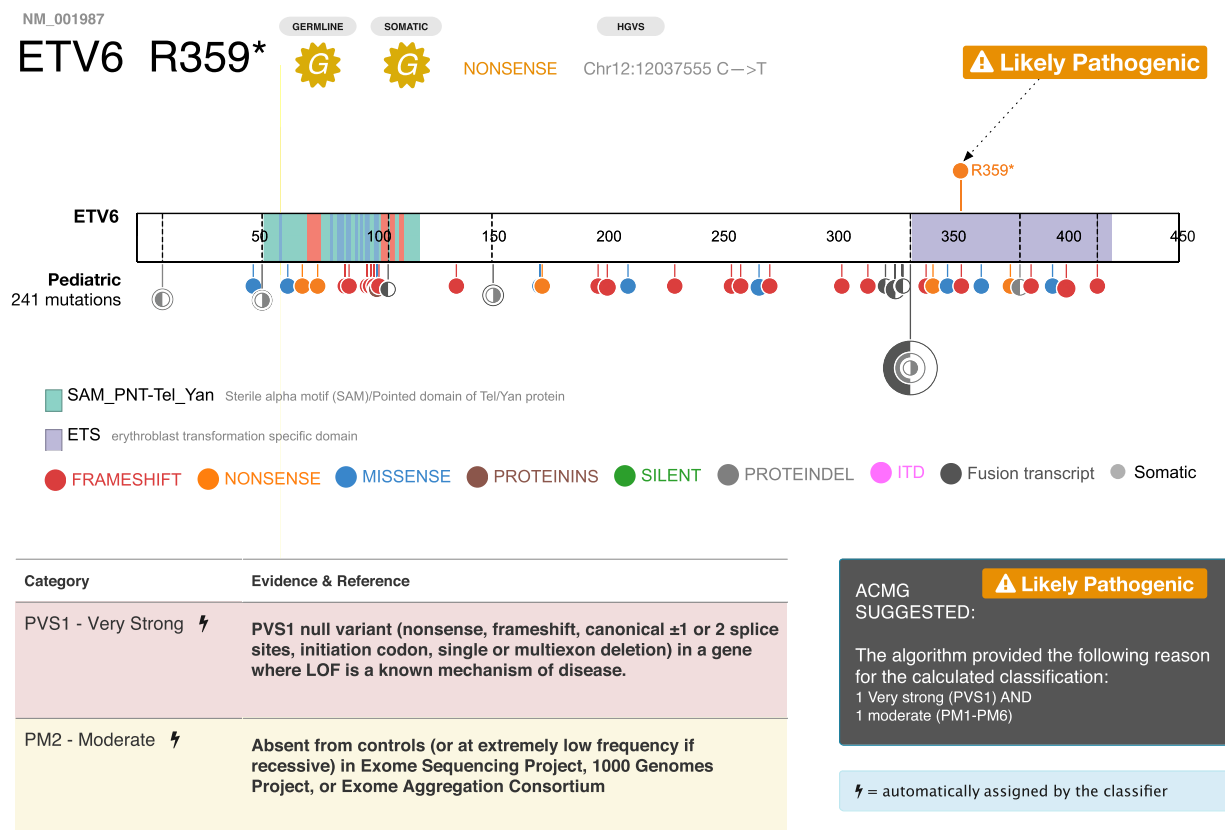 NM_001987
GERMLINE
SOMATIC
HGVS
ETV6 R359*
G
G
NONSENSE
Chr12:12037555 C—>T
Likely Pathogenic
R359*
ETV6
50
100
150
200
250
300
350
400
450
Pediatric
241 mutations
SAM_PNT-Tel_Yan Sterile alpha motif (SAM)/Pointed domain of Tel/Yan protein
ETS erythroblast transformation specific domain
FRAMESHIFT NONSENSE MISSENSE PROTEININS SILENT PROTEINDEL ITD Fusion transcript Somatic
Category Evidence & Reference
PVS1 - Very Strong
PVS1 null variant (nonsense, frameshift, canonical ±1 or 2 splice
sites, initiation codon, single or multiexon deletion) in a gene
where LOF is a known mechanism of disease.
PM2 - Moderate
Absent from controls (or at extremely low frequency if
recessive) in Exome Sequencing Project, 1000 Genomes
Project, or Exome Aggregation Consortium
ACMG
SUGGESTED:
Likely Pathogenic
The algorithm provided the following reason
for the calculated classification:
1 Very strong (PVS1) AND
1 moderate (PM1-PM6)
= automatically assigned by the classifier